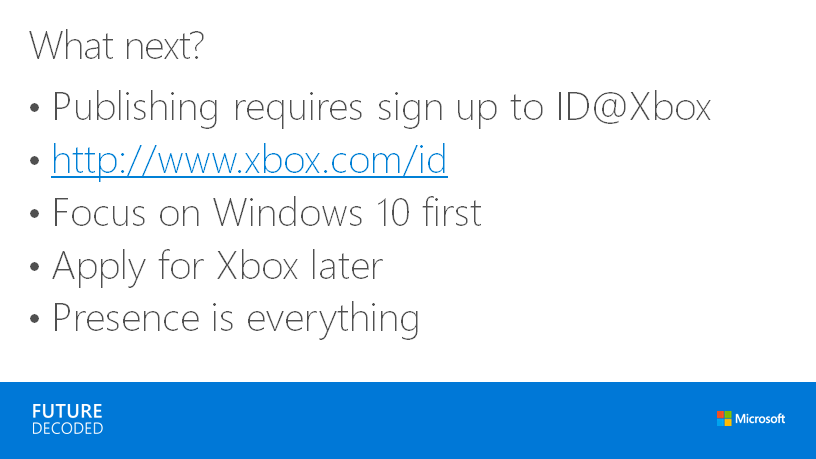 What next?
• Publishing requires sign up to ID@Xbox
• http://www.xbox.com/id
• Focus on Windows 10 first
• Apply for Xbox later
• Presence is everything
FUTURE
DECODED
Microsoft